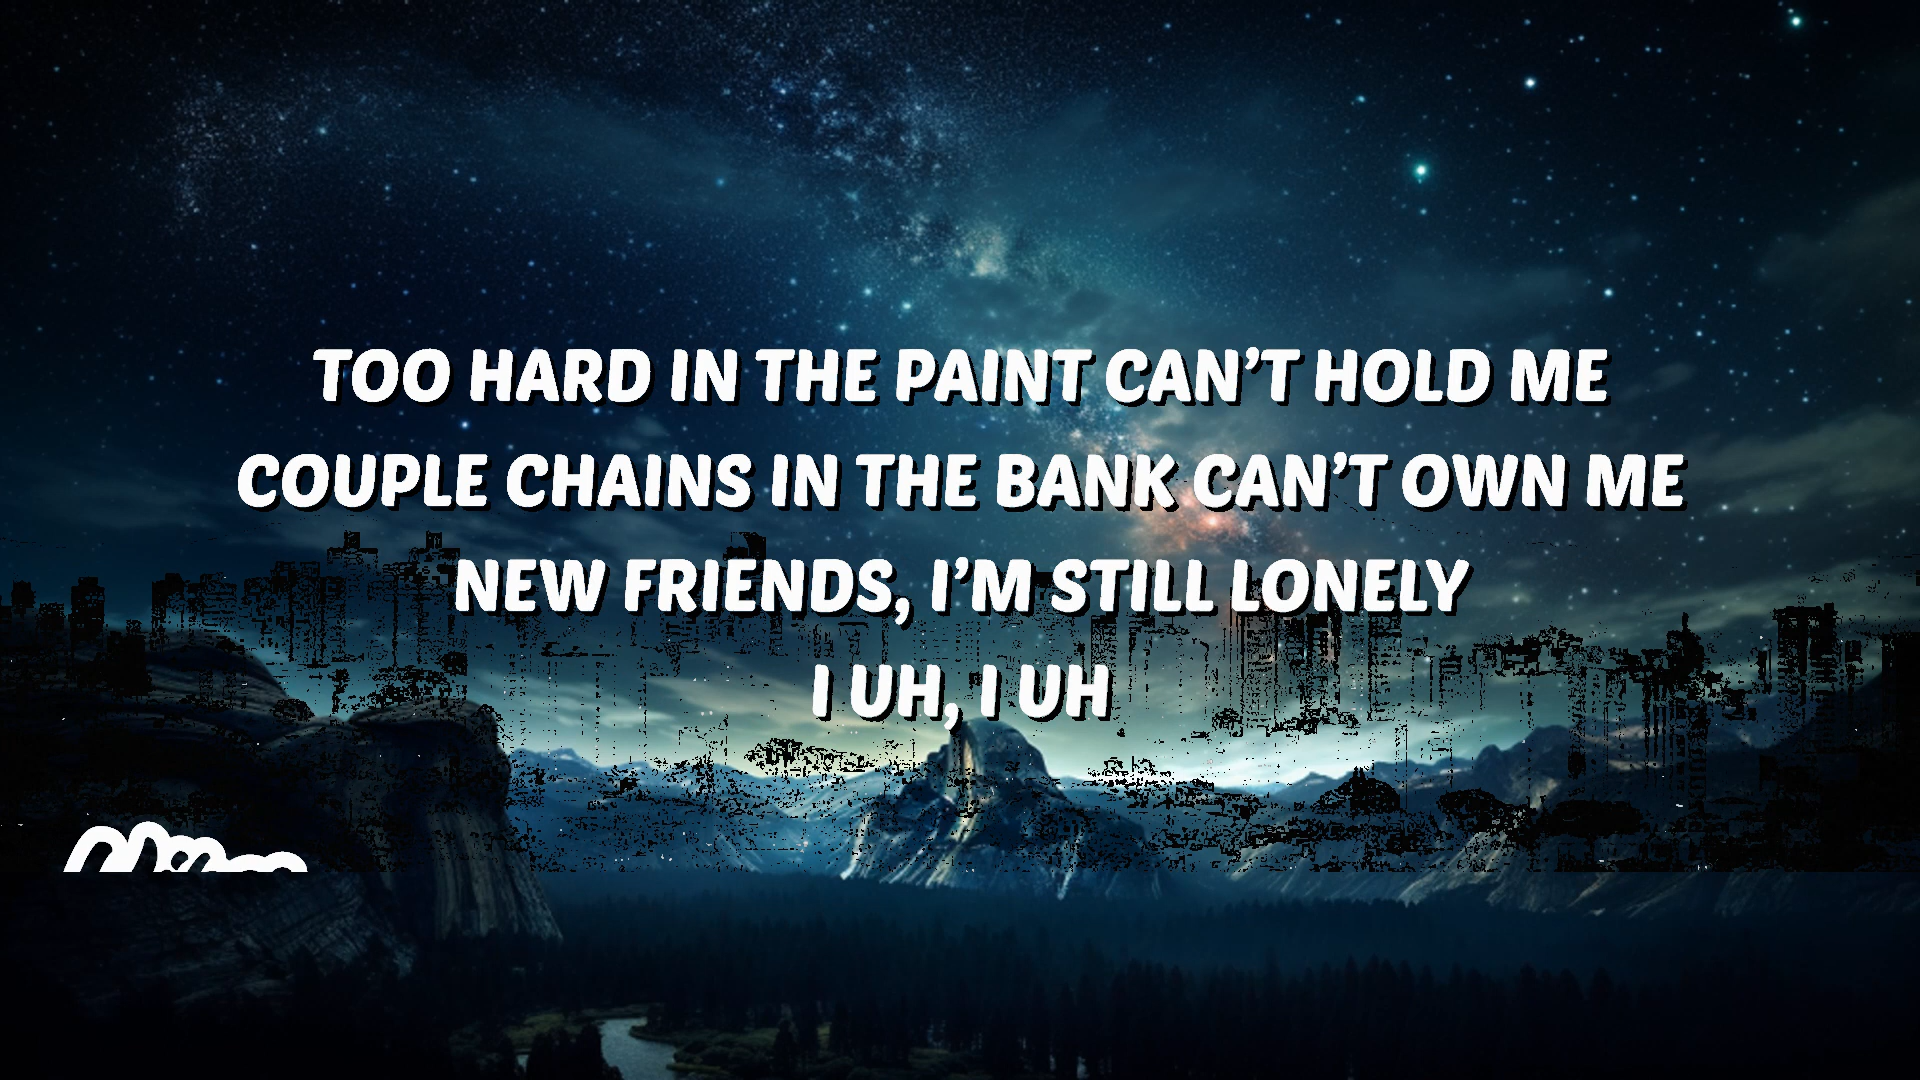 TOO HARD IN THE PAINT CAN’T HOLD ME
COUPLE CHAINS IN THE BANK CAN’T OWN ME
NEW FRIENDS, I’M STILL LONELY
I UH, I UH